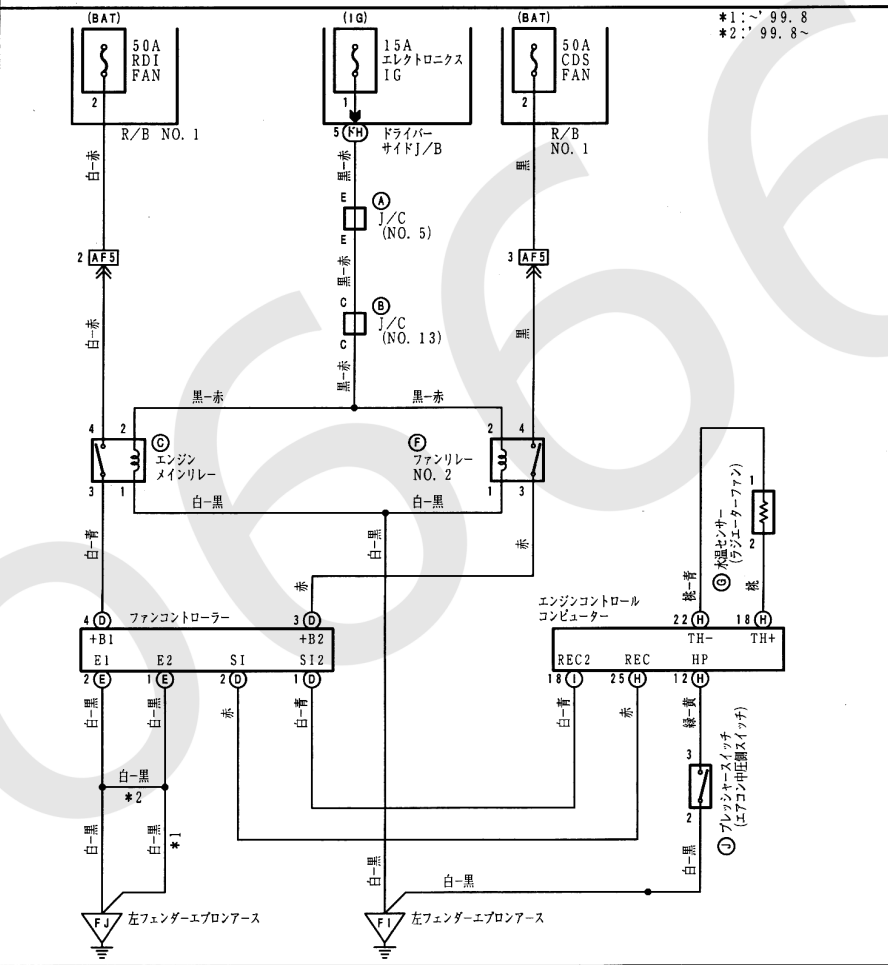 (BAT)
(IG)
(BAT)
*1:~'99.8
*2:'99.8~
50A
RDI
FAN
2
R/B NO.1
15A
エレクトロニクス
IG
1
5
ドH
ドライバー
サイドJ/B
50A
CDS
FAN
2
R/B
NO.1
白-赤
黒-赤
黒
E
A
J/C
(NO.5)
E
2 AF5
黒-赤
3 AF5
C
B
J/C
(NO.13)
C
白-赤
黒-赤
黒
黒-赤
黒-赤
4
2
C
エンジン
メインリレー
3
1
F
ファンリレー
NO.2
2
4
1
3
白-黒
白-黒
白-青
白-黒
赤
赤
1
2
G
水温センサー
(ラジエーターファン)
桃-青
桃
4 D
ファンコントローラー
3 D
+B1
+B2
E1
E2
SI
SI2
2 E
1 E
2 D
1 D
エンジンコントロール
コンピューター
22 H
18 H
TH-
TH+
REC2
REC
HP
18 I
25 H
12 H
白-黒
白-黒
赤
白-青
白-青
赤
緑-黄
白-黒
*2
3
2
J
プレッシャースイッチ
(エアコン中圧側スイッチ)
白-黒
白-黒
*1
白-黒
白-黒
白-黒
FJ
左フェンダーエプロンアース
FI
左フェンダーエプロンアース